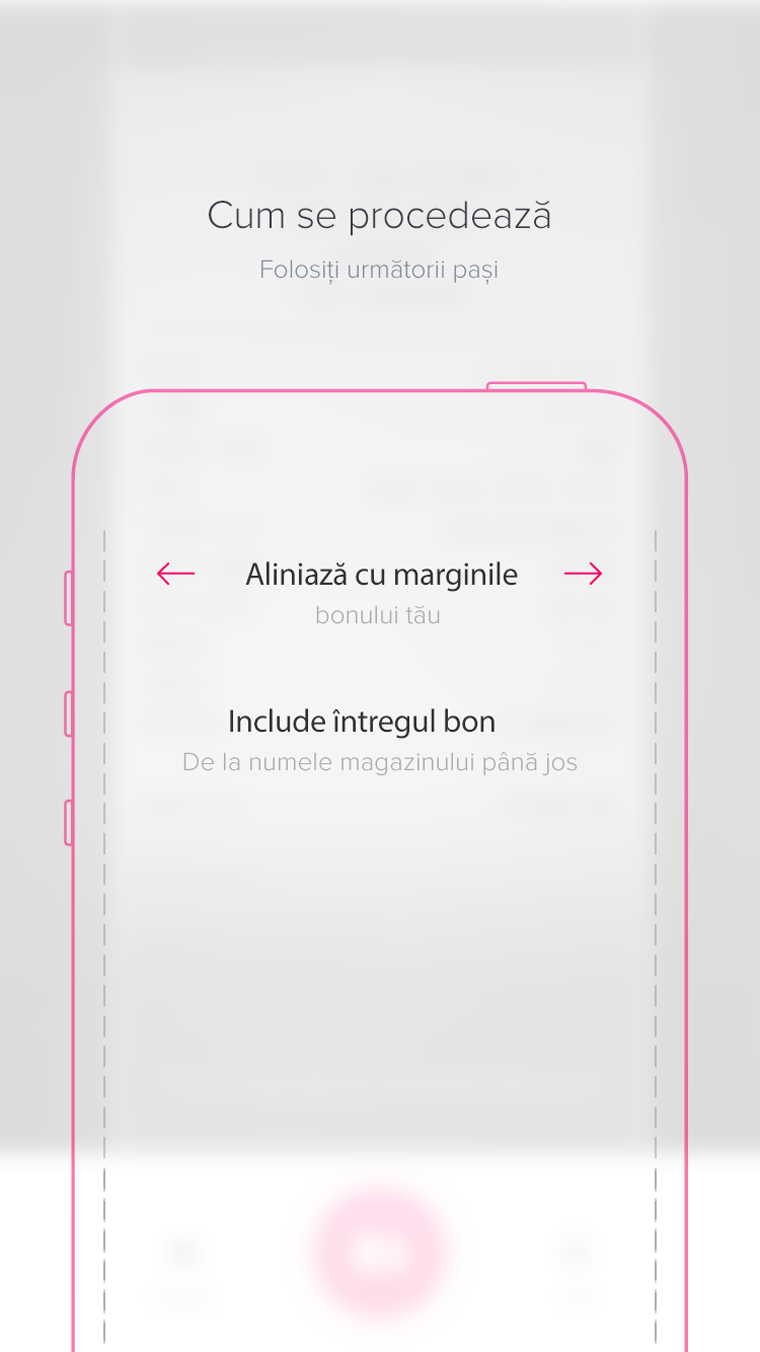 Cum se procedează
Folosiți următorii pași
Aliniază cu marginile
bonului tău
Include întregul bon
De la numele magazinului până jos